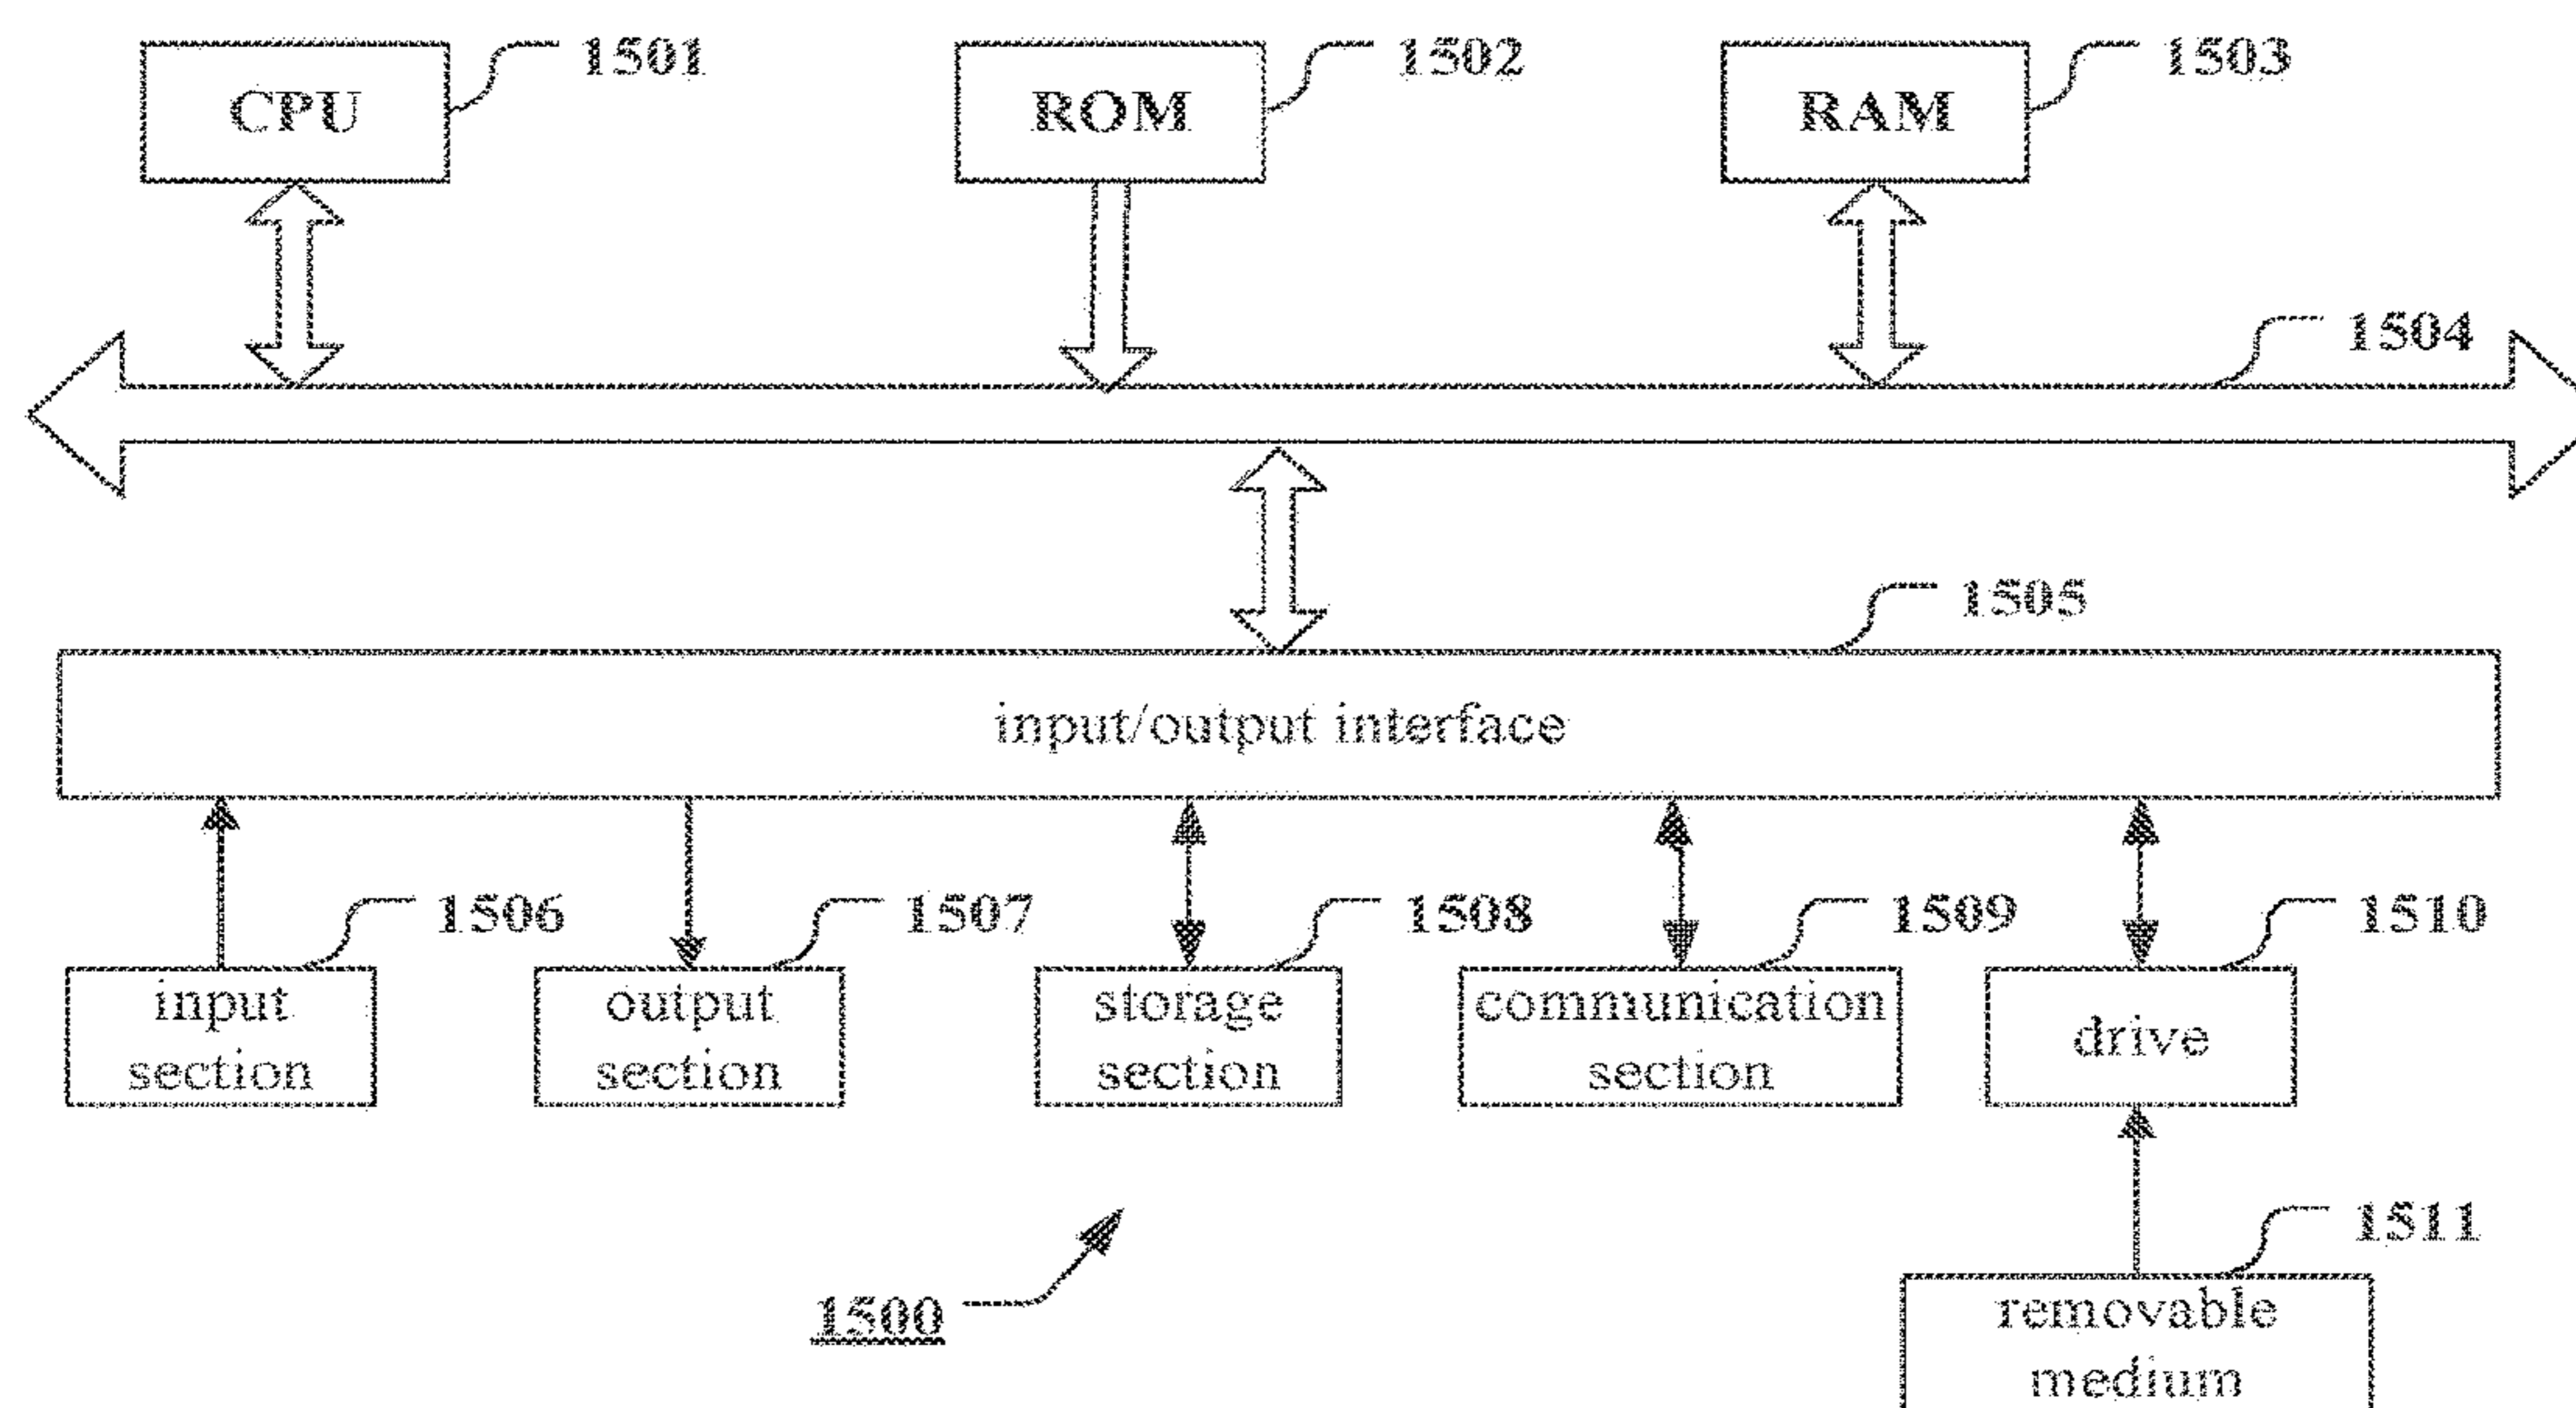 CPU
1501
ROM
1502
RAM
1503
1504
1505
input/output interface
1506
1507
1508
1509
1510
input
section
output
section
storage
section
communication
section
drive
1511
1500
removable
medium